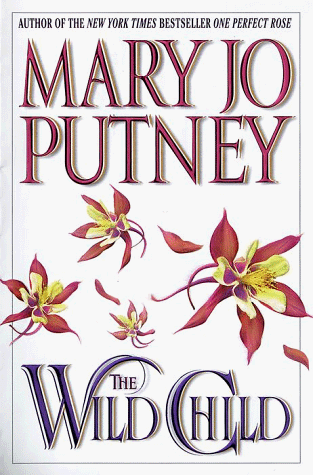 AUTHOR OF THE NEW YORK TIMES BESTSELLER ONE PERFECT ROSE
MARY JO
PUTNEY
THE
WILD CHILD